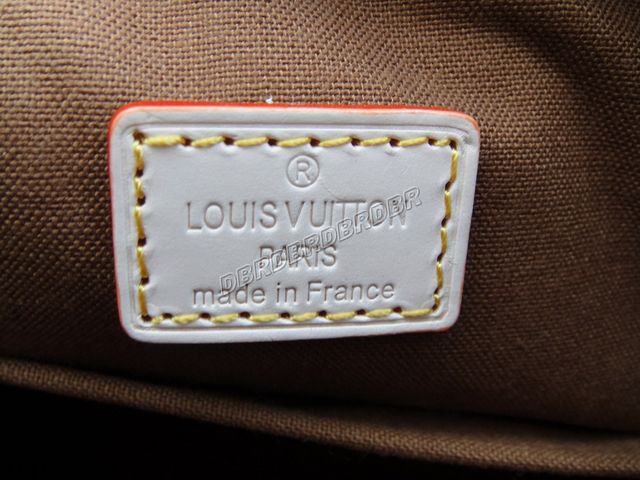 ®
LOUIS VUITTON
PARIS
made in France
DBRDBRDBRDBR